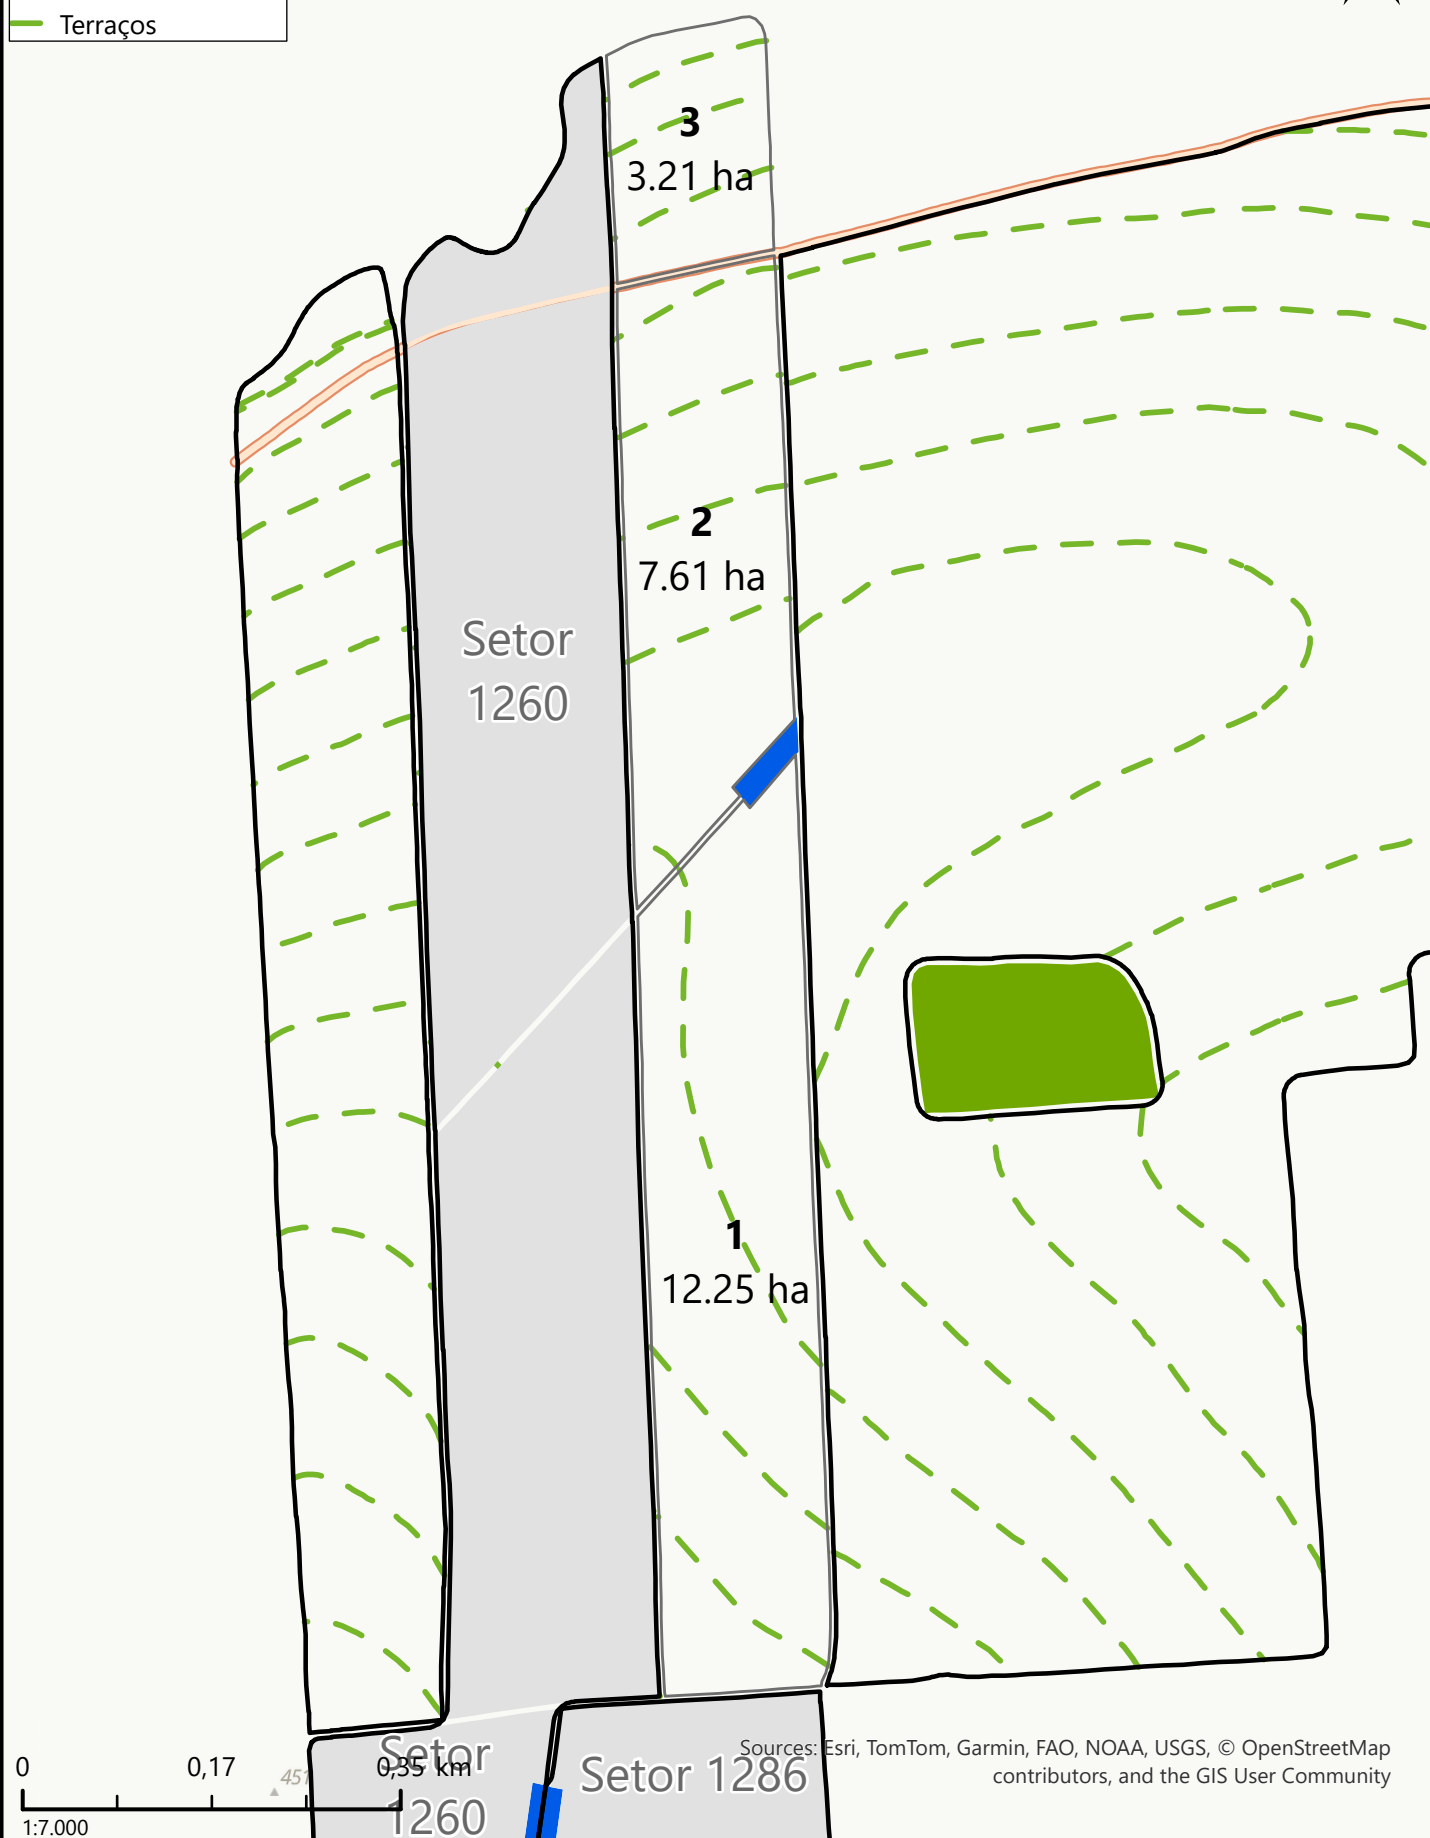 Terraços
3
3.21 ha
2
7.61 ha
Setor
1260
1
12.25 ha
Setor
1260
Setor 1286
0
0,17
0,35 km
451
1:7.000
Sources: Esri, TomTom, Garmin, FAO, NOAA, USGS, © OpenStreetMap
contributors, and the GIS User Community